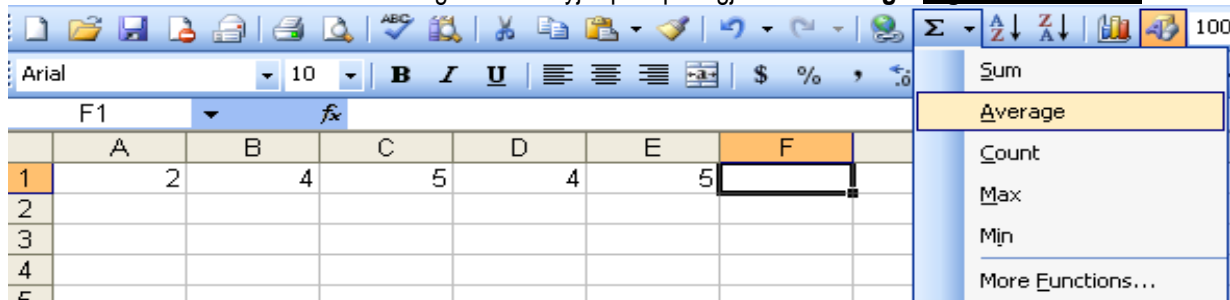 ABC
Σ
A
Z
Z
A
100
Arial
10
B
I
U
$
%
,
Sum
F1
fx
Average
A
B
C
D
E
F
Count
1
2
4
5
4
5
Max
2
3
Min
4
More Functions...